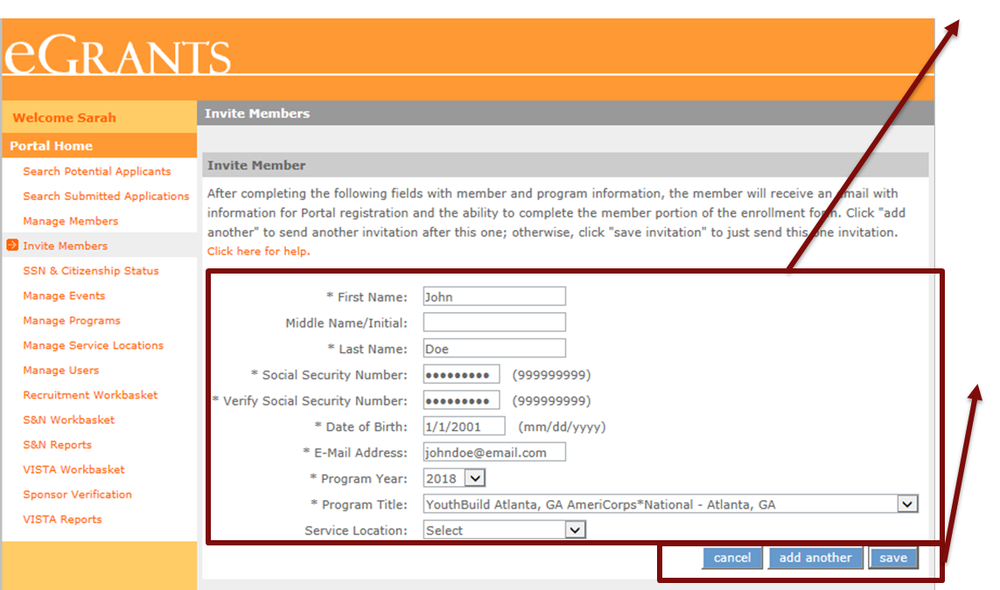 eGRANTS
Welcome Sarah
Portal Home
Search Potential Applicants
Search Submitted Applications
Manage Members
Invite Members
SSN & Citizenship Status
Manage Events
Manage Programs
Manage Service Locations
Manage Users
Recruitment Workbasket
S&N Workbasket
S&N Reports
VISTA Workbasket
Sponsor Verification
VISTA Reports
Invite Members
Invite Member
After completing the following fields with member and program information, the member will receive an email with
information for Portal registration and the ability to complete the member portion of the enrollment form. Click "add
another" to send another invitation after this one; otherwise, click "save invitation" to just send this one invitation.
Click here for help.
* First Name: John
Middle Name/Initial:
* Last Name: Doe
* Social Security Number: ••••••••• (999999999)
* Verify Social Security Number: ••••••••• (999999999)
* Date of Birth: 1/1/2001 (mm/dd/yyyy)
* E-Mail Address: johndoe@email.com
* Program Year: 2018
* Program Title: YouthBuild Atlanta, GA AmeriCorps*National - Atlanta, GA
Service Location: Select
cancel add another save